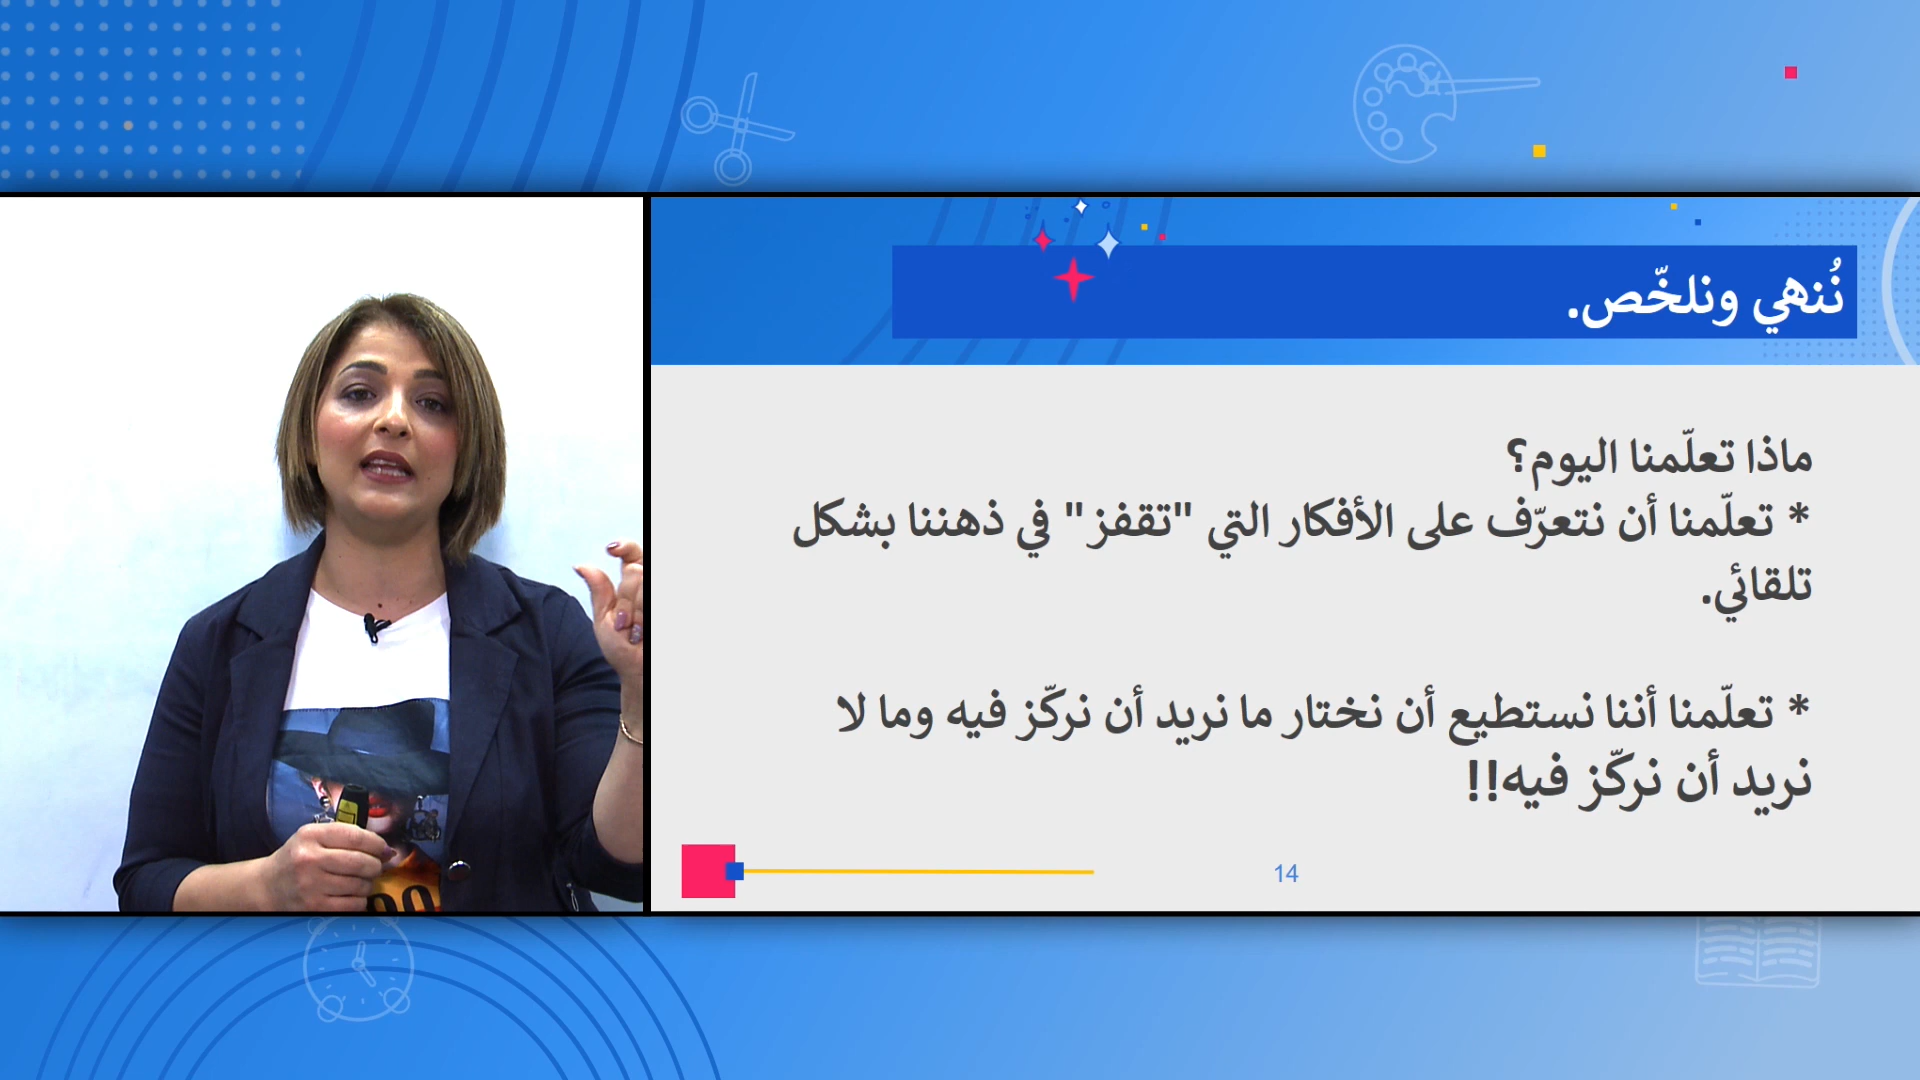 نُنهي ونلخّص.
ماذا تعلّمنا اليوم؟
* تعلّمنا أن نتعرّف على الأفكار التي "تقفز" في ذهننا بشكل
تلقائي.
* تعلّمنا أننا نستطيع أن نختار ما نريد أن نركّز فيه وما لا
نريد أن نركّز فيه!!
14